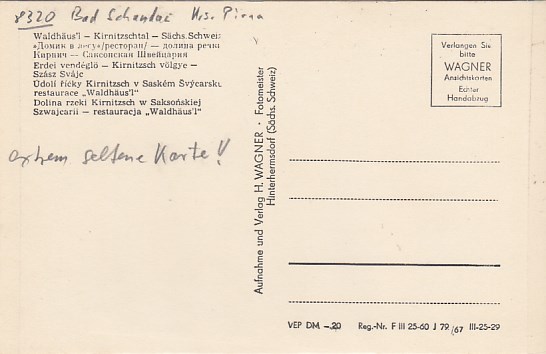 8320 Bad Schandau Krs. Pirna
Waldhäus'l – Kirnitzschtal – Sächs. Schweiz
»Домик в лесу«/ресторан/ — долина речки
Кирнич — Саксонская Швейцария
Erdei vendéglő – Kirnitzsch völgye –
Szász Svájc
Údolí říčky Kirnitzsch v Saském Švýcarsku
restaurace „Waldhäus'l"
Dolina rzeki Kirnitzsch w Saksońskiej
Szwajcarii – restauracja „Waldhäus'l"
extrem seltene Karte!
Aufnahme und Verlag H. WAGNER · Fotomeister
Hinterhermsdorf (Sächs. Schweiz)
Verlangen Sie
bitte
WAGNER
Ansichtskarten
Echter
Handabzug
VEP DM –.20 Reg.-Nr. F III 25-60 J 79/67 III-25-29